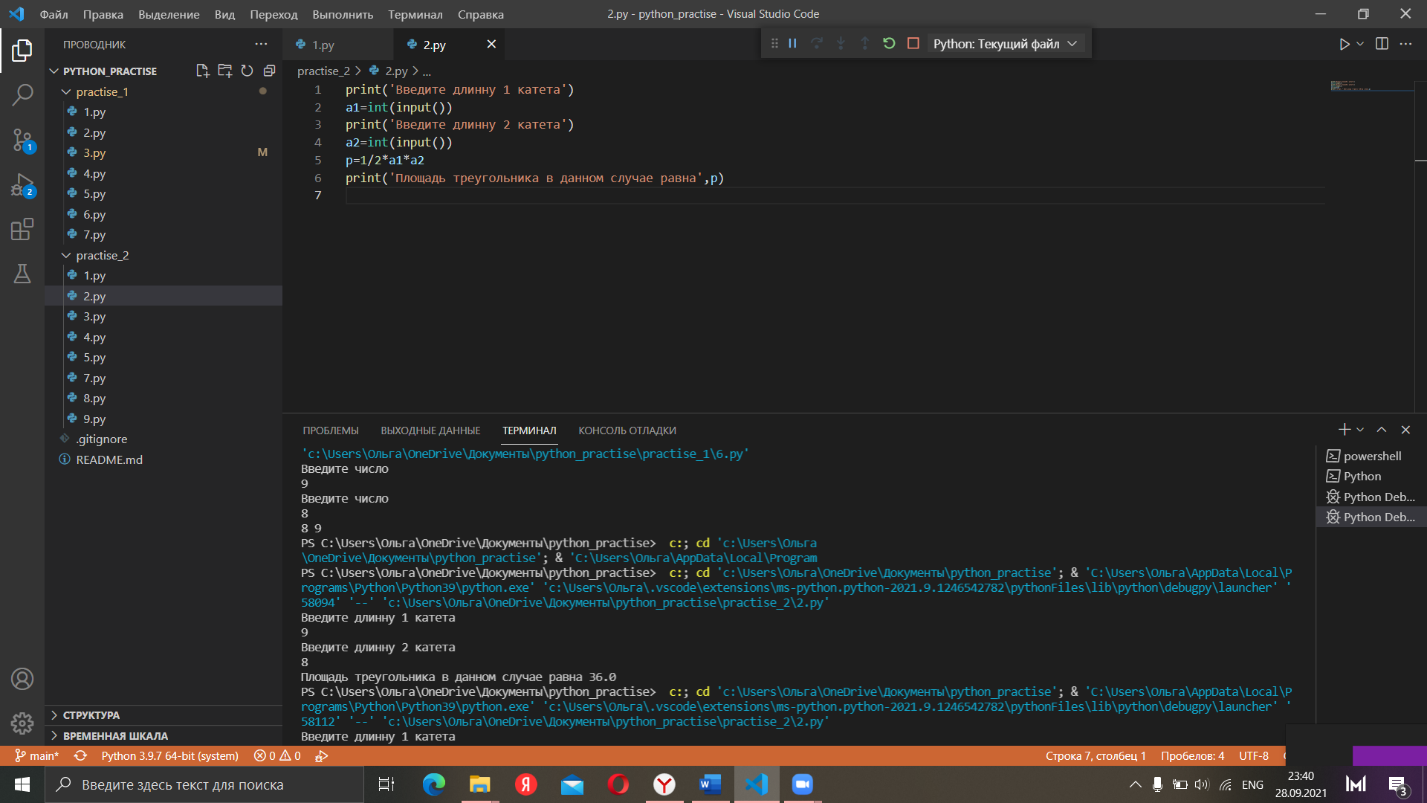 Файл Правка Выделение Вид Переход Выполнить Терминал Справка 2.py - python_practise - Visual Studio Code
ПРОВОДНИК
1.py 2.py Python: Текущий файл
PYTHON_PRACTISE
practise_1
1.py
2.py
3.py M
4.py
5.py
6.py
7.py
practise_2
1.py
2.py
3.py
4.py
5.py
7.py
8.py
9.py
.gitignore
README.md
СТРУКТУРА
ВРЕМЕННАЯ ШКАЛА
1
2
practise_2 > 2.py > ...
1 print('Введите длинну 1 катета')
2 a1=int(input())
3 print('Введите длинну 2 катета')
4 a2=int(input())
5 p=1/2*a1*a2
6 print('Площадь треугольника в данном случае равна',p)
7
ПРОБЛЕМЫ ВЫХОДНЫЕ ДАННЫЕ ТЕРМИНАЛ КОНСОЛЬ ОТЛАДКИ
'c:\Users\Ольга\OneDrive\Документы\python_practise\practise_1\6.py'
Введите число
9
Введите число
8
8 9
PS C:\Users\Ольга\OneDrive\Документы\python_practise> c:; cd 'c:\Users\Ольга
\OneDrive\Документы\python_practise'; & 'C:\Users\Ольга\AppData\Local\Program
PS C:\Users\Ольга\OneDrive\Документы\python_practise> c:; cd 'c:\Users\Ольга\OneDrive\Документы\python_practise'; & 'C:\Users\Ольга\AppData\Local\P
rograms\Python\Python39\python.exe' 'c:\Users\Ольга\.vscode\extensions\ms-python.python-2021.9.1246542782\pythonFiles\lib\python\debugpy\launcher' '
58094' '--' 'c:\Users\Ольга\OneDrive\Документы\python_practise\practise_2\2.py'
Введите длинну 1 катета
9
Введите длинну 2 катета
8
Площадь треугольника в данном случае равна 36.0
PS C:\Users\Ольга\OneDrive\Документы\python_practise> c:; cd 'c:\Users\Ольга\OneDrive\Документы\python_practise'; & 'C:\Users\Ольга\AppData\Local\P
rograms\Python\Python39\python.exe' 'c:\Users\Ольга\.vscode\extensions\ms-python.python-2021.9.1246542782\pythonFiles\lib\python\debugpy\launcher' '
58112' '--' 'c:\Users\Ольга\OneDrive\Документы\python_practise\practise_2\2.py'
Введите длинну 1 катета
powershell
Python
Python Deb...
Python Deb...
main* Python 3.9.7 64-bit (system) 0 0 Строка 7, столбец 1 Пробелов: 4 UTF-8
Введите здесь текст для поиска ENG 23:40
28.09.2021
3